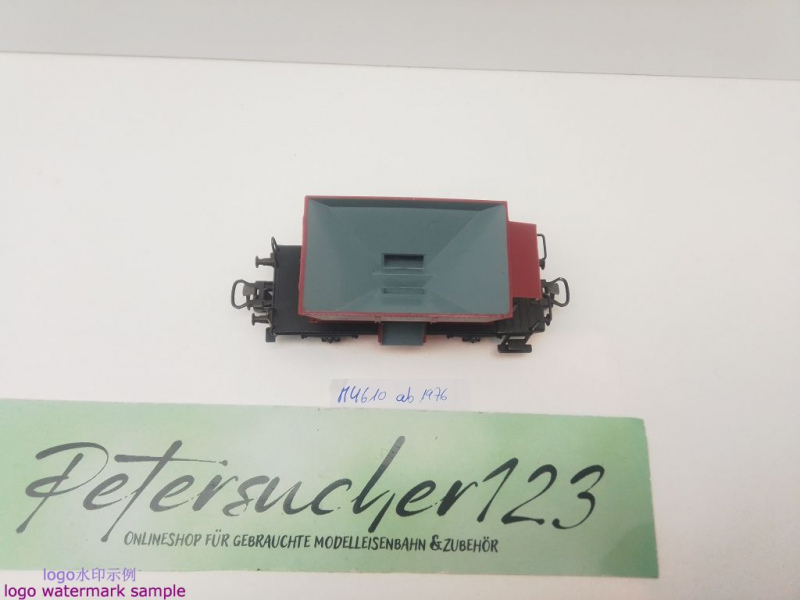 M4610 ab 1976
Petersucher123
ONLINESHOP FÜR GEBRAUCHTE MODELLEISENBAHN &ZUBEHÖR
logo水印示例
logo watermark sample